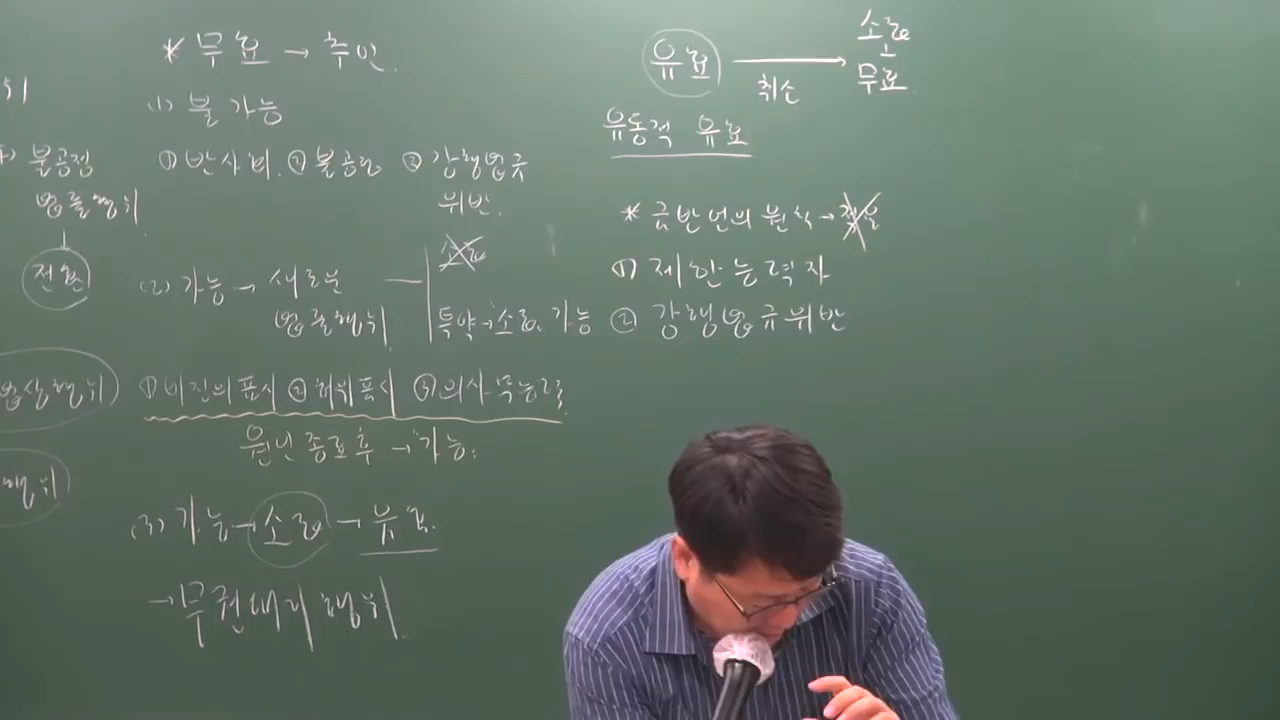 불공정
법률행위
↓
전환
* 무효 → 추인.
(1) 불가능
① 반사회. ② 불공정 ③ 강행법규
위반.
(2) 가능 → 새로운
법률행위
소급
특약 → 소급 가능
① 비진의표시 ② 허위표시 ③ 의사무능력
원인종료후 → 가능.
(3) 가능 → 소급 → 유효.
→ 무권대리행위.
유효 → 소급
취소 무효
유동적 유효
* 금반언의 원칙 → 적용
① 제한능력자
② 강행법규위반